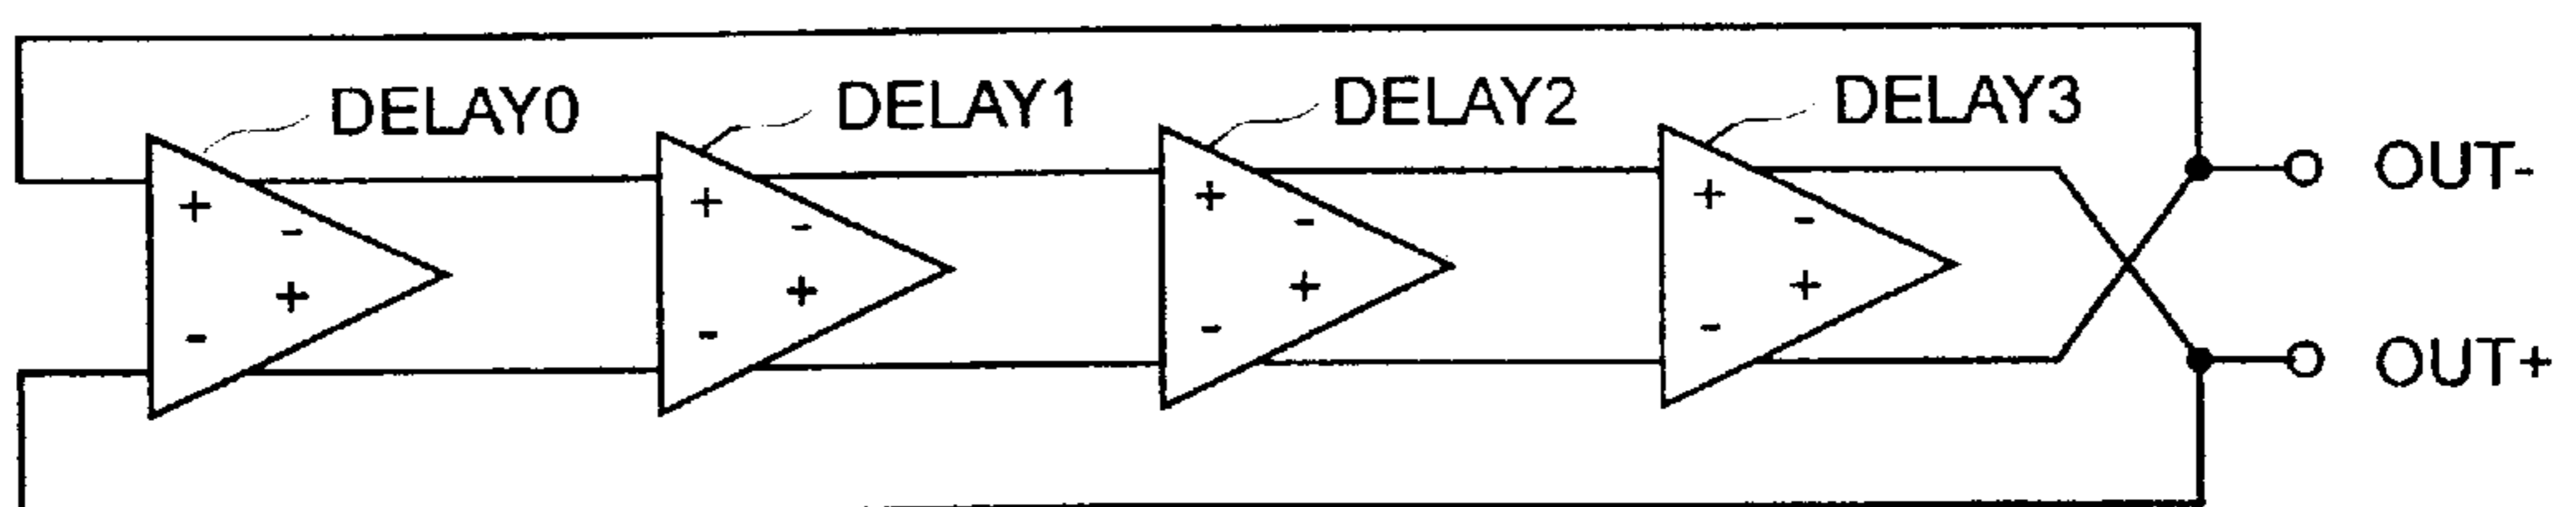 DELAY0 DELAY1 DELAY2 DELAY3
+ - + - + - + - OUT-
- + - + - + - + OUT+